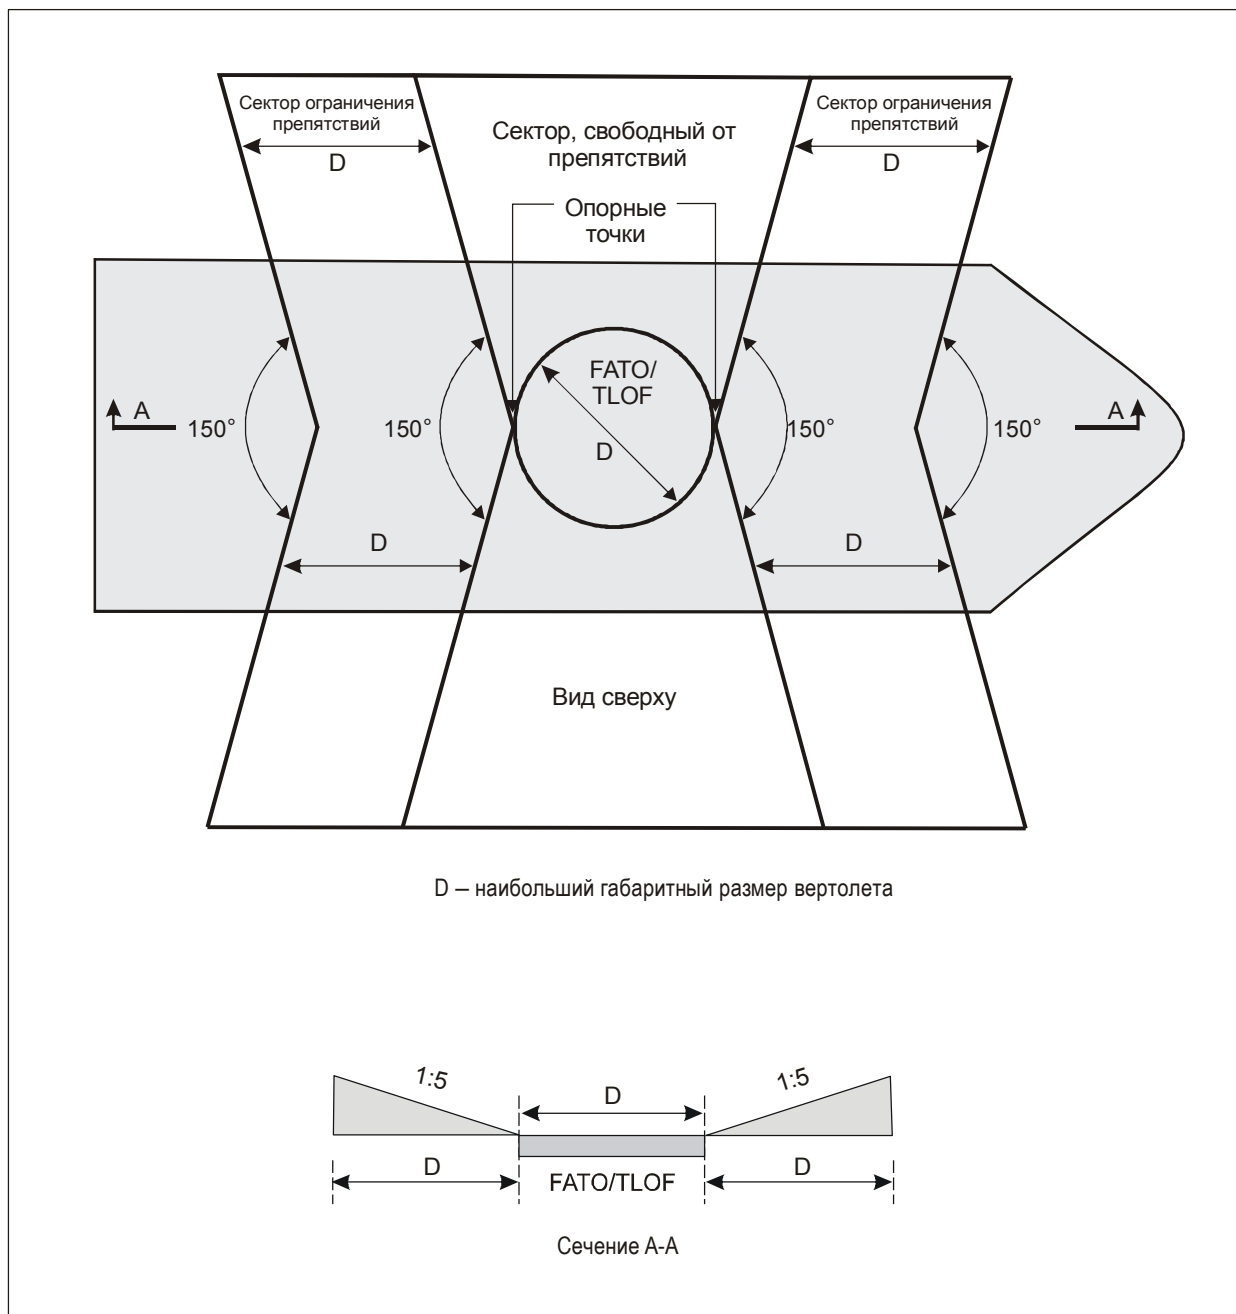 Сектор ограничения
препятствий
D
Сектор, свободный от
препятствий
Сектор ограничения
препятствий
D
Опорные
точки
FATO/
TLOF
D
A
150°
150°
150°
150°
A
D
D
Вид сверху
D – наибольший габаритный размер вертолета
1:5
D
1:5
D
FATO/TLOF
D
Сечение А-А